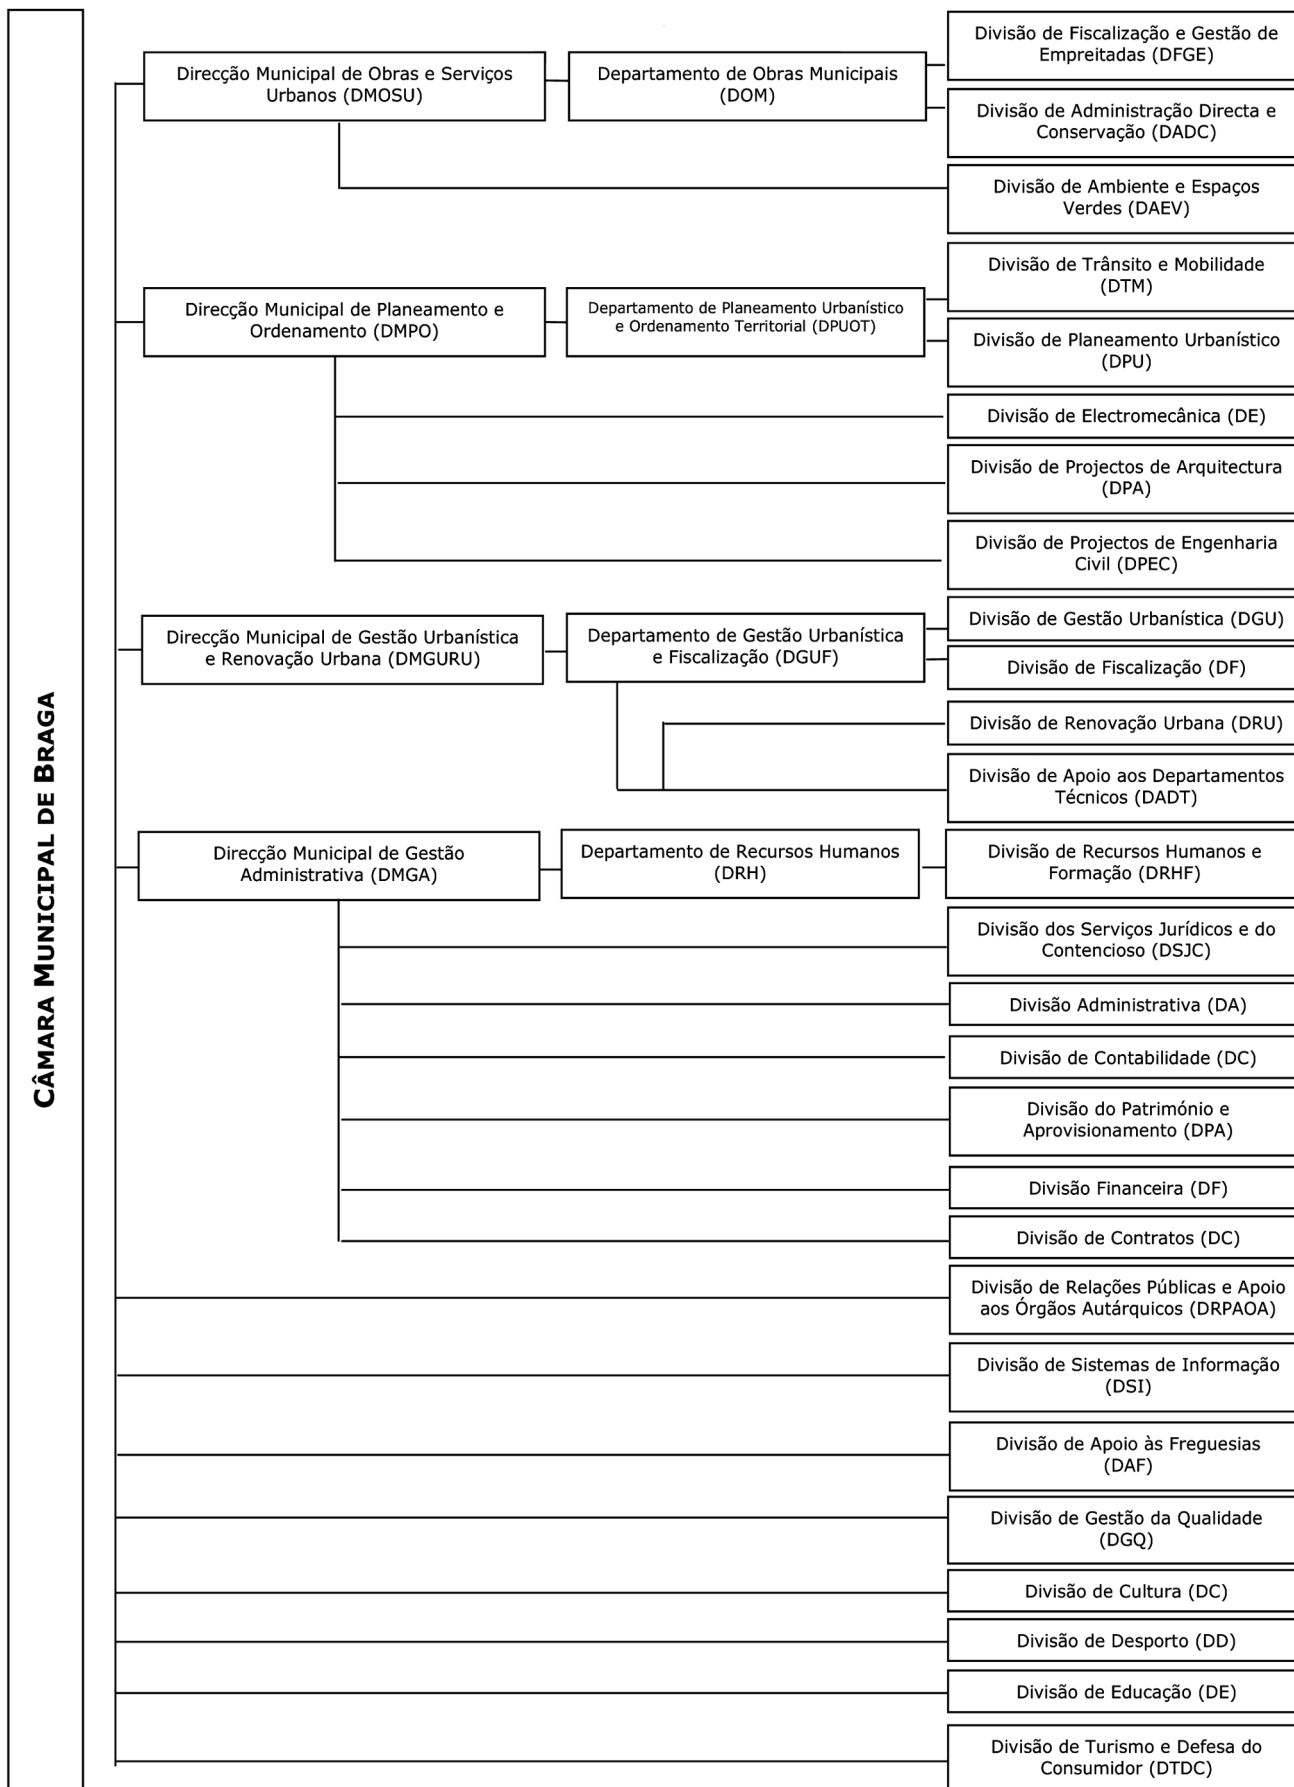 CÂMARA MUNICIPAL DE BRAGA
Direcção Municipal de Obras e Serviços
Urbanos (DMOSU)
Departamento de Obras Municipais
(DOM)
Divisão de Fiscalização e Gestão de
Empreitadas (DFGE)
Divisão de Administração Directa e
Conservação (DADC)
Divisão de Ambiente e Espaços
Verdes (DAEV)
Direcção Municipal de Planeamento e
Ordenamento (DMPO)
Departamento de Planeamento Urbanístico
e Ordenamento Territorial (DPUOT)
Divisão de Trânsito e Mobilidade
(DTM)
Divisão de Planeamento Urbanístico
(DPU)
Divisão de Electromecânica (DE)
Divisão de Projectos de Arquitectura
(DPA)
Divisão de Projectos de Engenharia
Civil (DPEC)
Direcção Municipal de Gestão Urbanística
e Renovação Urbana (DMGURU)
Departamento de Gestão Urbanística
e Fiscalização (DGUF)
Divisão de Gestão Urbanística (DGU)
Divisão de Fiscalização (DF)
Divisão de Renovação Urbana (DRU)
Divisão de Apoio aos Departamentos
Técnicos (DADT)
Direcção Municipal de Gestão
Administrativa (DMGA)
Departamento de Recursos Humanos
(DRH)
Divisão de Recursos Humanos e
Formação (DRHF)
Divisão dos Serviços Jurídicos e do
Contencioso (DSJC)
Divisão Administrativa (DA)
Divisão de Contabilidade (DC)
Divisão do Património e
Aprovisionamento (DPA)
Divisão Financeira (DF)
Divisão de Contratos (DC)
Divisão de Relações Públicas e Apoio
aos Órgãos Autárquicos (DRPAOA)
Divisão de Sistemas de Informação
(DSI)
Divisão de Apoio às Freguesias
(DAF)
Divisão de Gestão da Qualidade
(DGQ)
Divisão de Cultura (DC)
Divisão de Desporto (DD)
Divisão de Educação (DE)
Divisão de Turismo e Defesa do
Consumidor (DTDC)